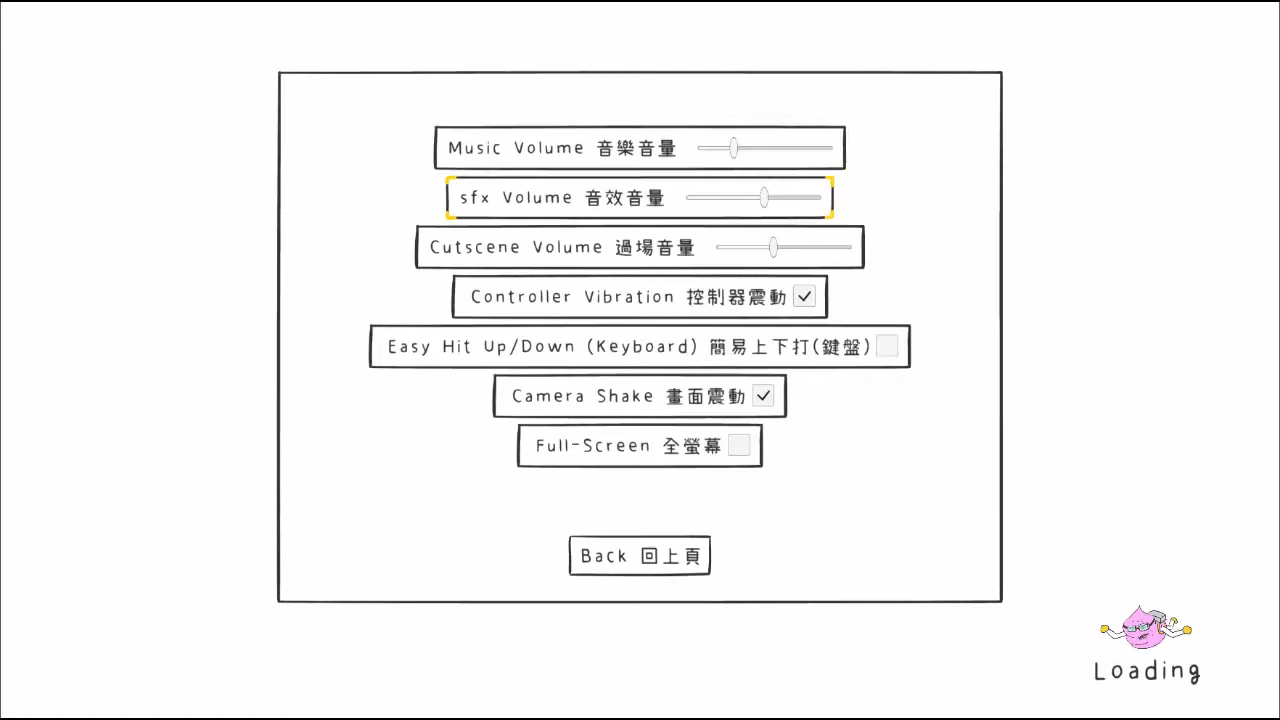 Music Volume 音樂音量
sfx Volume 音效音量
Cutscene Volume 過場音量
Controller Vibration 控制器震動
Easy Hit Up/Down (Keyboard) 簡易上下打(鍵盤)
Camera Shake 畫面震動
Full-Screen 全螢幕
Back 回上頁
Loading